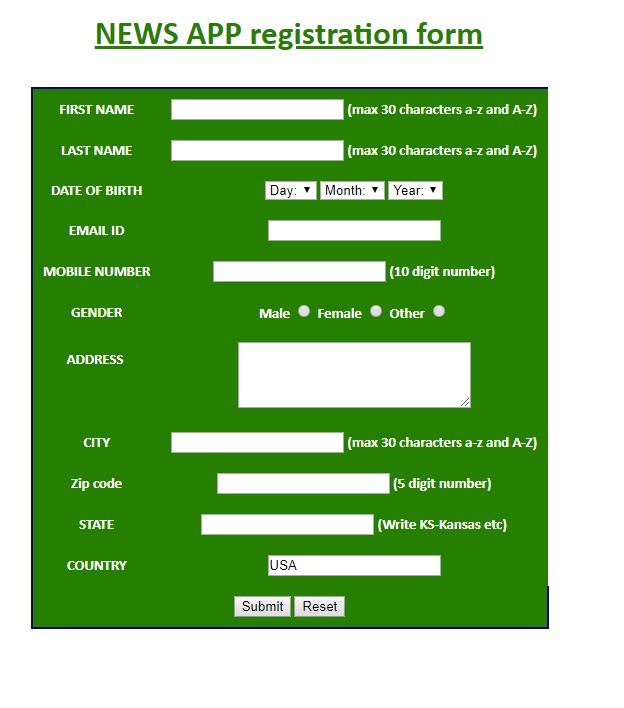 NEWS APP registration form
FIRST NAME (max 30 characters a-z and A-Z)
LAST NAME (max 30 characters a-z and A-Z)
DATE OF BIRTH Day: Month: Year:
EMAIL ID
MOBILE NUMBER (10 digit number)
GENDER Male Female Other
ADDRESS
CITY (max 30 characters a-z and A-Z)
Zip code (5 digit number)
STATE (Write KS-Kansas etc)
COUNTRY USA
Submit Reset